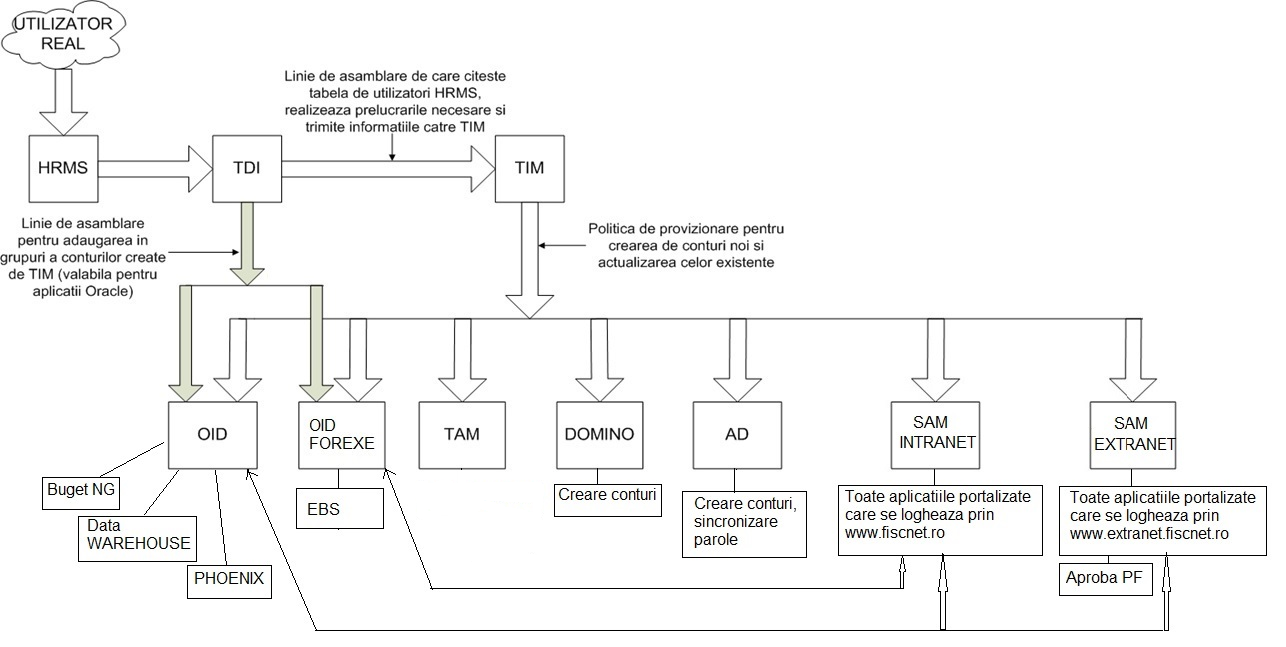 UTILIZATOR
REAL
Linie de asamblare de care citeste
tabela de utilizatori HRMS,
realizeaza prelucrarile necesare si
trimite informatiile catre TIM
HRMS
TDI
TIM
Linie de asamblare
pentru adaugarea in
grupuri a conturilor create
de TIM (valabila pentru
aplicatii Oracle)
Politica de provizionare pentru
crearea de conturi noi si
actualizarea celor existente
OID
OID
FOREXE
TAM
DOMINO
AD
SAM
INTRANET
SAM
EXTRANET
Buget NG
Data
WAREHOUSE
PHOENIX
EBS
Creare conturi
Creare conturi,
sincronizare
parole
Toate aplicatiile portalizate
care se logheaza prin
www.fiscnet.ro
Toate aplicatiile portalizate
care se logheaza prin
www.extranet.fiscnet.ro
Aproba PF